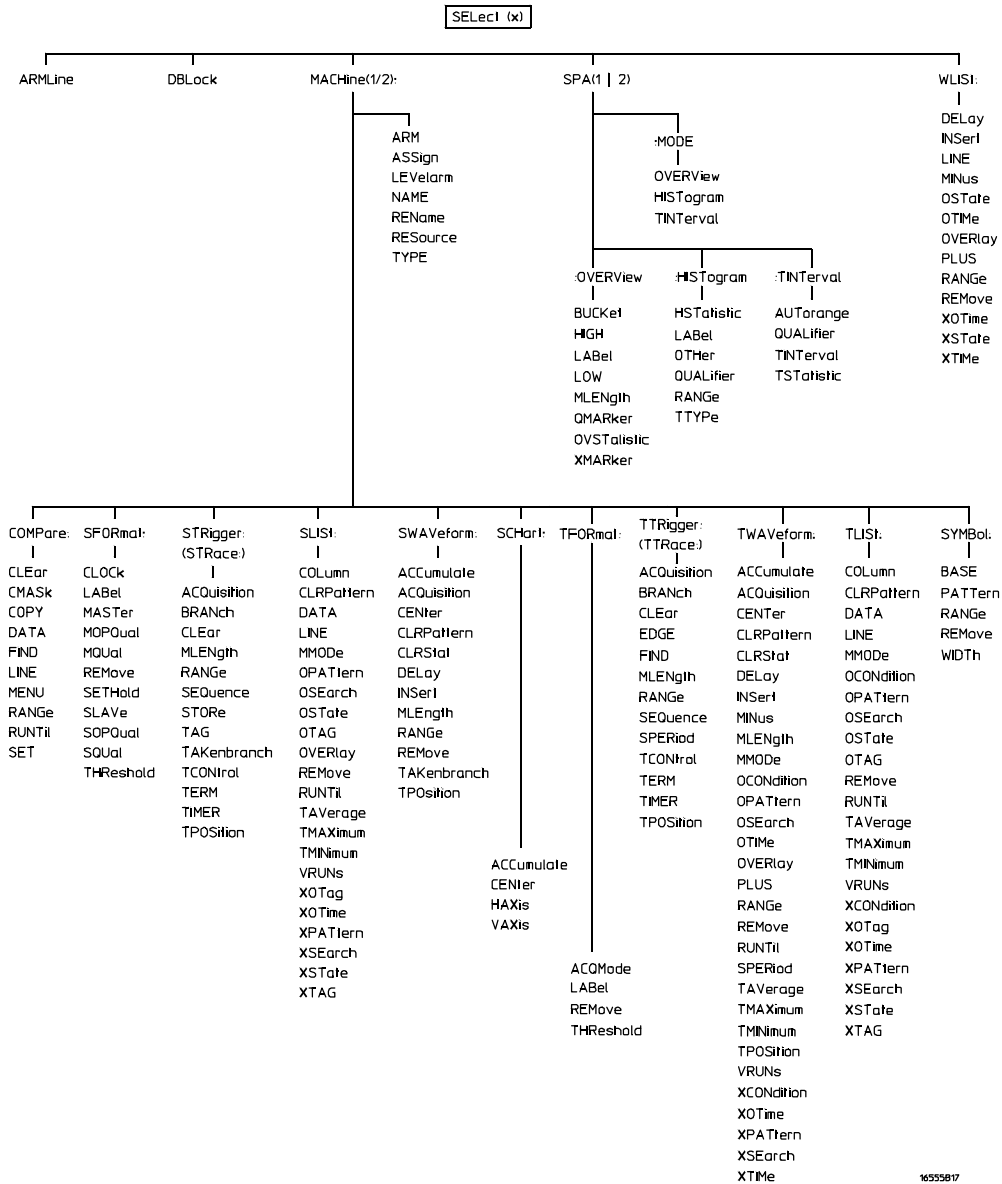 SELect (x)
ARMLine
DBLock
MACHine(1/2):
SPA(1 | 2)
WLISt:
ARM
ASSign
LEVelarm
NAME
REName
RESource
TYPE
:MODE
OVERView
HISTogram
TINTerval
DELay
INSert
LINE
MINus
OSTate
OTIMe
OVERlay
PLUS
RANGe
REMove
XOTime
XSTate
XTIMe
:OVERView
BUCKet
HIGH
LABel
LOW
MLENgth
OMARker
OVSTatistic
XMARker
:HISTogram
HSTatistic
LABel
OTHer
QUALifier
RANGe
TTYPe
:TINTerval
AUTorange
QUALifier
TINTerval
TSTatistic
COMPare:
CLEar
CMASk
COPY
DATA
FIND
LINE
MENU
RANGe
RUNTil
SET
SFORmat:
CLOCk
LABel
MASTer
MOPQual
MQUal
REMove
SETHold
SLAVe
SOPQual
SQUal
THReshold
STRigger:
(STRace:)
ACQuisition
BRANch
CLEar
MLENgth
RANGe
SEQuence
STORe
TAG
TAKenbranch
TCONtrol
TERM
TIMER
TPOSition
SLISt:
COLumn
CLRPattern
DATA
LINE
MMODe
OPATtern
OSEarch
OSTate
OTAG
OVERlay
REMove
RUNTil
TAVerage
TMAXimum
TMINimum
VRUNs
XOTag
XOTime
XPATtern
XSEarch
XSTate
XTAG
SWAVeform:
ACCumulate
ACQuisition
CENter
CLRPattern
CLRStat
DELay
INSert
MLEngth
RANGe
REMove
TAKenbranch
TPOsition
SCHart:
ACCumulate
CENter
HAXis
VAXis
TFORmat:
ACQMode
LABel
REMove
THReshold
TTRigger:
(TTRace:)
ACQuisition
BRANch
CLEar
EDGE
FIND
MLENgth
RANGe
SEQuence
SPERiod
TCONtrol
TERM
TIMER
TPOSition
TWAVeform:
ACCumulate
ACQuisition
CENTer
CLRPattern
CLRStat
DELay
INSert
MINus
MLENgth
MMODe
OCONdition
OPATtern
OSEarch
OTIMe
OVERlay
PLUS
RANGe
REMove
RUNTil
SPERiod
TAVerage
TMAXimum
TMINimum
TPOSition
VRUNs
XCONdition
XOTime
XPATtern
XSEarch
XTIMe
TLISt:
COLumn
CLRPattern
DATA
LINE
MMODe
OCONdition
OPATtern
OSEarch
OSTate
OTAG
REMove
RUNTil
TAVerage
TMAXimum
TMINimum
VRUNs
XCONdition
XOTag
XOTime
XPATtern
XSEarch
XSTate
XTAG
SYMBol:
BASE
PATTern
RANGe
REMove
WIDTh
16555B17